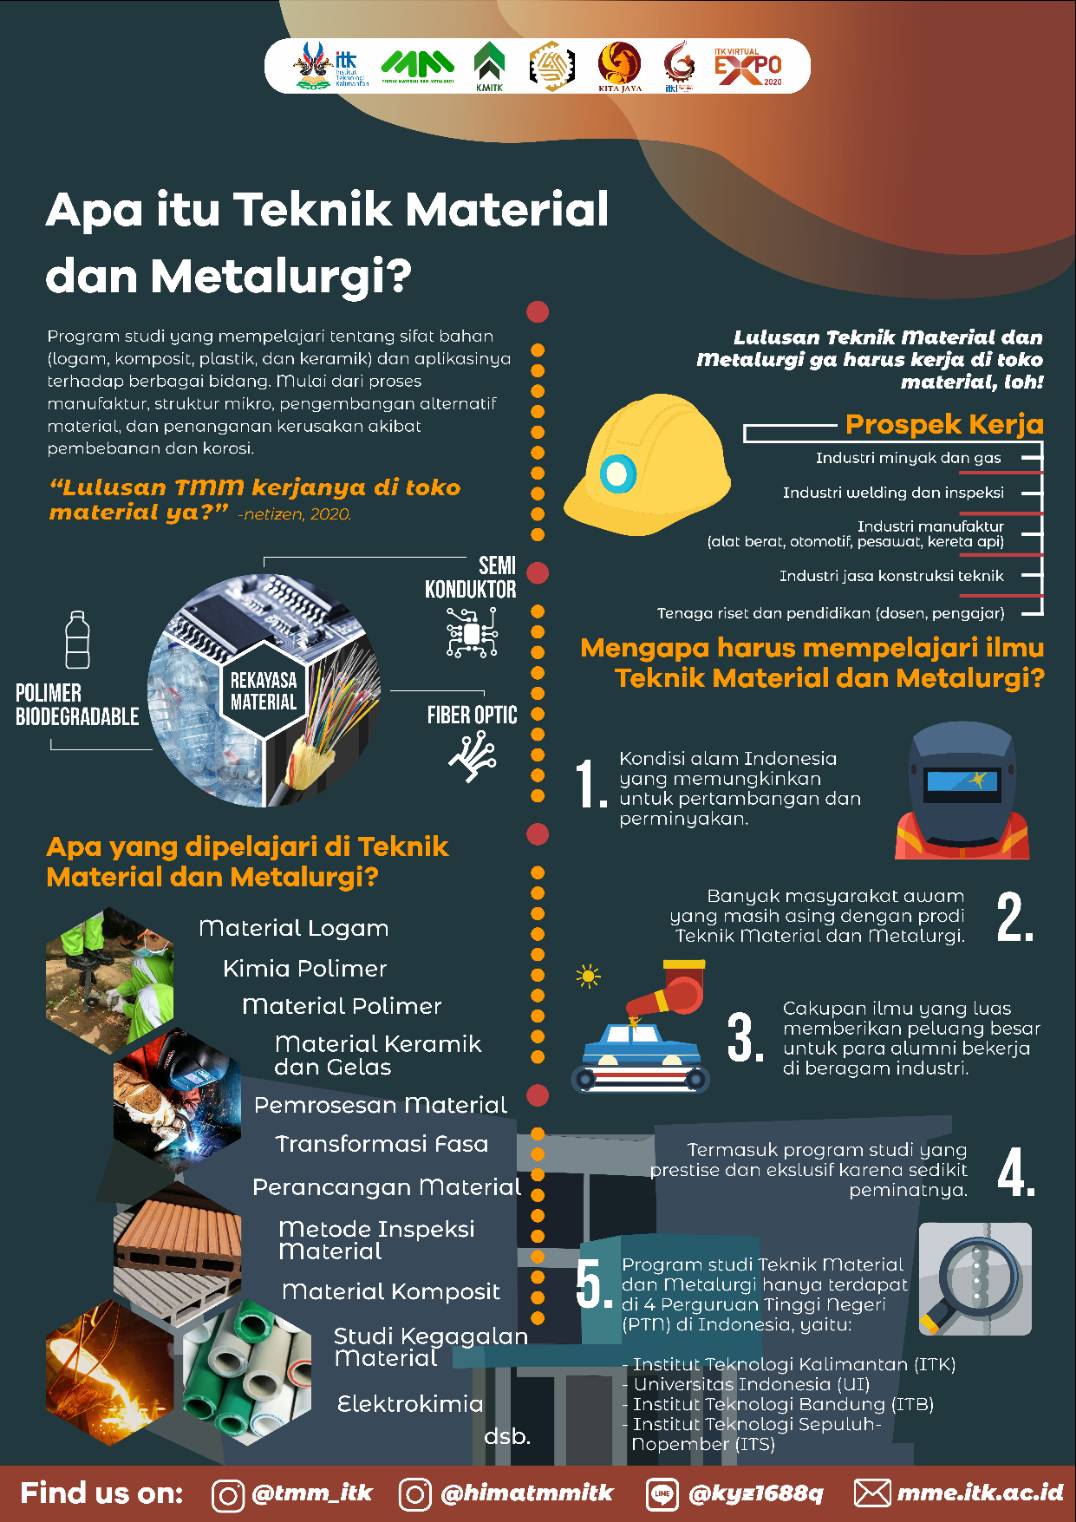 itk
Institut
Teknologi
Kalimantan
MM
TEKNIK MATERIAL DAN METALURGI
KMITK
KITA JAYA
itk
ITK VIRTUAL
EXPO
2020
Apa itu Teknik Material
dan Metalurgi?
Program studi yang mempelajari tentang sifat bahan
(logam, komposit, plastik, dan keramik) dan aplikasinya
terhadap berbagai bidang. Mulai dari proses
manufaktur, struktur mikro, pengembangan alternatif
material, dan penanganan kerusakan akibat
pembebanan dan korosi.
“Lulusan TMM kerjanya di toko
material ya?” -netizen, 2020.
SEMI
KONDUKTOR
POLIMER
BIODEGRADABLE
REKAYASA
MATERIAL
FIBER OPTIC
Apa yang dipelajari di Teknik
Material dan Metalurgi?
Material Logam
Kimia Polimer
Material Polimer
Material Keramik
dan Gelas
Pemrosesan Material
Transformasi Fasa
Perancangan Material
Metode Inspeksi
Material
Material Komposit
Studi Kegagalan
Material
Elektrokimia
dsb.
Lulusan Teknik Material dan
Metalurgi ga harus kerja di toko
material, loh!
Prospek Kerja
Industri minyak dan gas
Industri welding dan inspeksi
Industri manufaktur
(alat berat, otomotif, pesawat, kereta api)
Industri jasa konstruksi teknik
Tenaga riset dan pendidikan (dosen, pengajar)
Mengapa harus mempelajari ilmu
Teknik Material dan Metalurgi?
1.
Kondisi alam Indonesia
yang memungkinkan
untuk pertambangan dan
perminyakan.
2.
Banyak masyarakat awam
yang masih asing dengan prodi
Teknik Material dan Metalurgi.
3.
Cakupan ilmu yang luas
memberikan peluang besar
untuk para alumni bekerja
di beragam industri.
4.
Termasuk program studi yang
prestise dan ekslusif karena sedikit
peminatnya.
5.
Program studi Teknik Material
dan Metalurgi hanya terdapat
di 4 Perguruan Tinggi Negeri
(PTN) di Indonesia, yaitu:
- Institut Teknologi Kalimantan (ITK)
- Universitas Indonesia (UI)
- Institut Teknologi Bandung (ITB)
- Institut Teknologi Sepuluh-
Nopember (ITS)
Find us on: @tmm_itk @himatmmitk LINE @kyz1688q mme.itk.ac.id